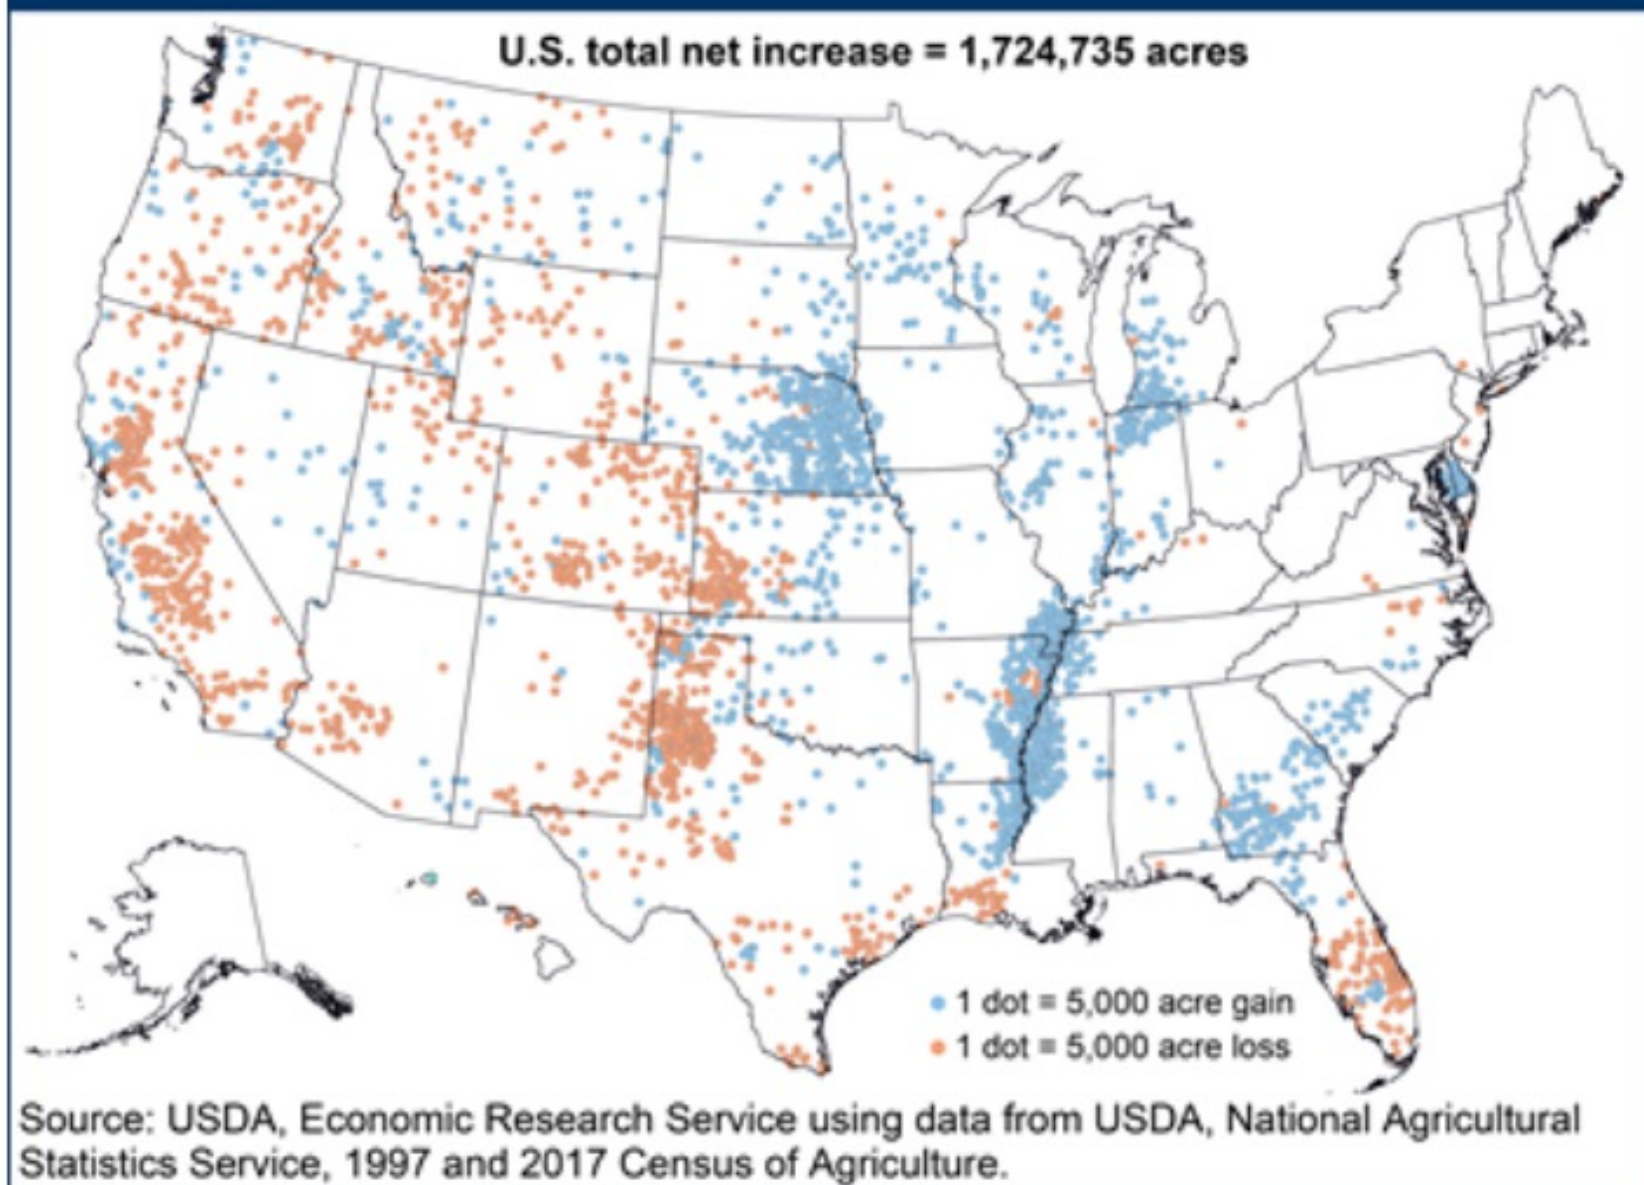 U.S. total net increase = 1,724,735 acres
1 dot = 5,000 acre gain
1 dot = 5,000 acre loss
Source: USDA, Economic Research Service using data from USDA, National Agricultural
Statistics Service, 1997 and 2017 Census of Agriculture.